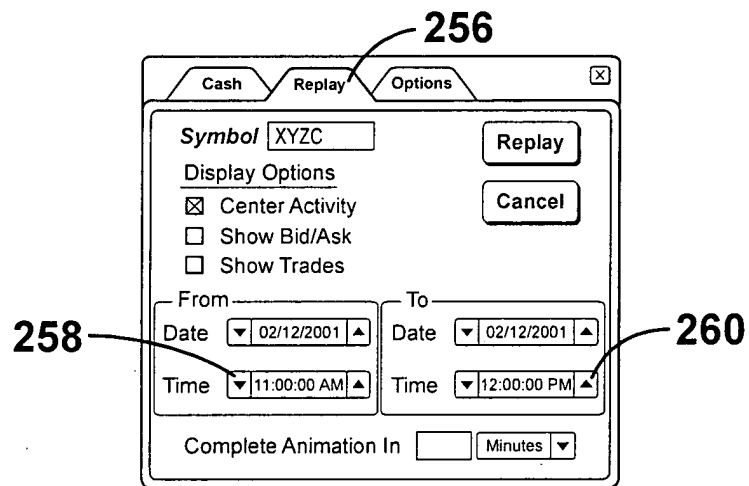 256
Cash Replay Options X
Symbol XYZC Replay
Display Options
Center Activity Cancel
Show Bid/Ask
Show Trades
From To
Date 02/12/2001 Date 02/12/2001
258 260
Time 11:00:00 AM Time 12:00:00 PM
Complete Animation In Minutes